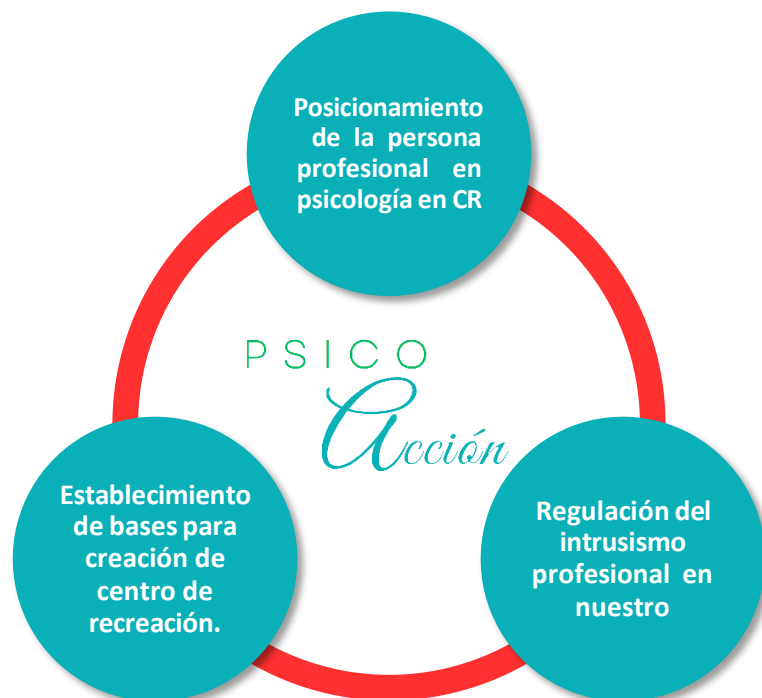 Posicionamiento
de la persona
profesional en
psicología en CR
PSICO
Acción
Establecimiento
de bases para
creación de
centro de
recreación.
Regulación del
intrusismo
profesional en
nuestro